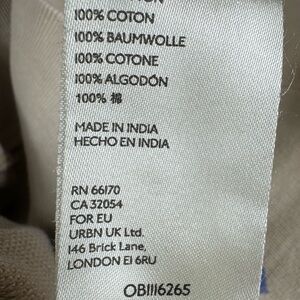 100% COTON
100% BAUMWOLLE
100% COTONE
100% ALGODÓN
100% 棉
MADE IN INDIA
HECHO EN INDIA
RN 66170
CA 32054
FOR EU
URBN UK Ltd.
146 Brick Lane,
LONDON E1 6RU
OB1116265